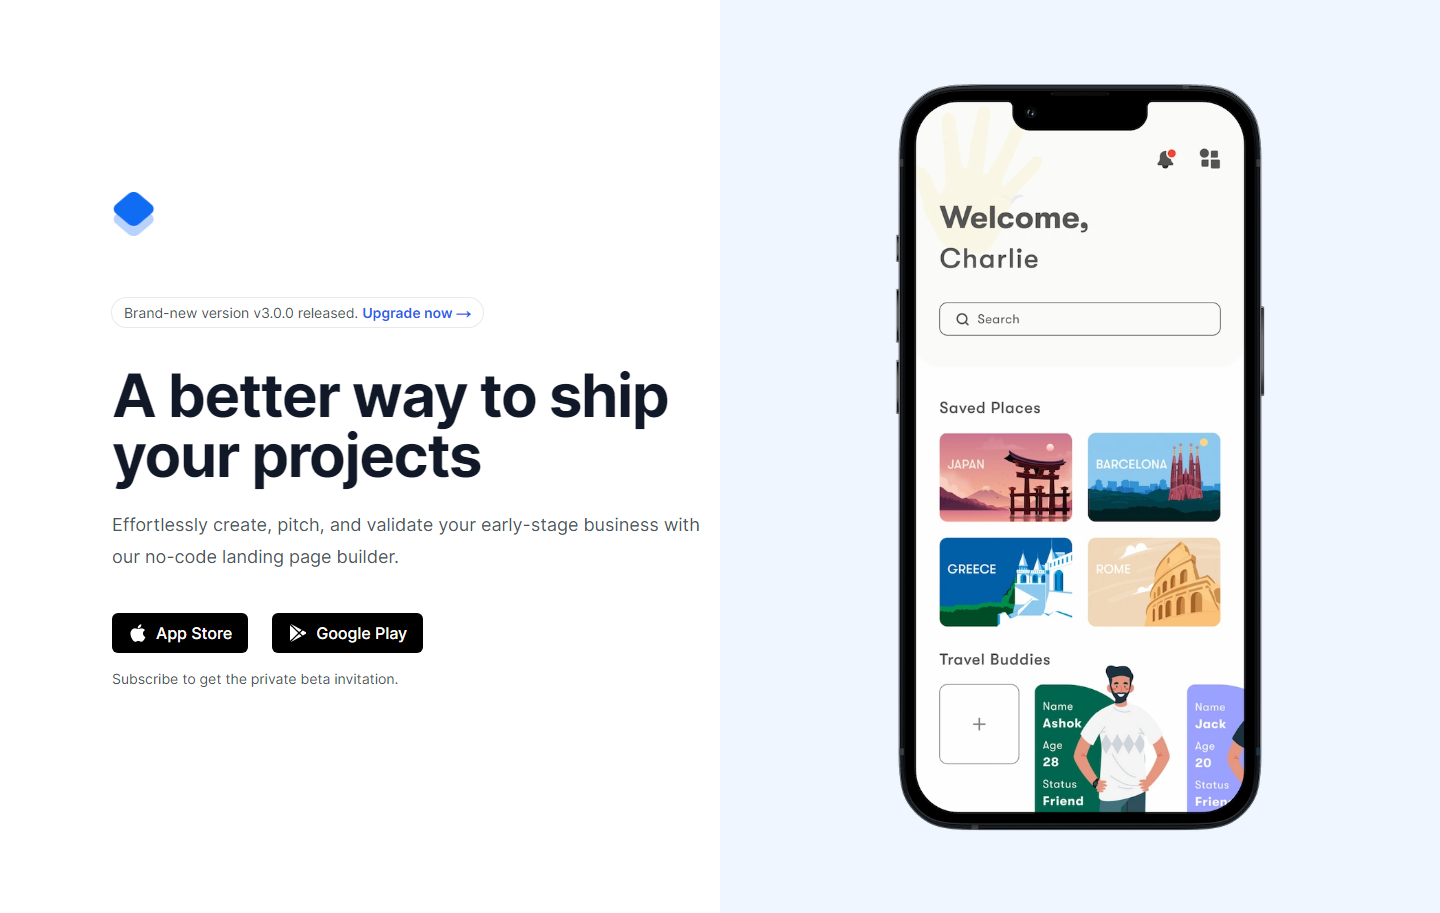 Brand-new version v3.0.0 released. Upgrade now →
A better way to ship
your projects
Effortlessly create, pitch, and validate your early-stage business with
our no-code landing page builder.
App Store
Google Play
Subscribe to get the private beta invitation.
Welcome,
Charlie
Search
Saved Places
JAPAN
BARCELONA
GREECE
ROME
Travel Buddies
+
Name
Ashok
Age
28
Status
Friend
Name
Jack
Age
20
Status
Frien